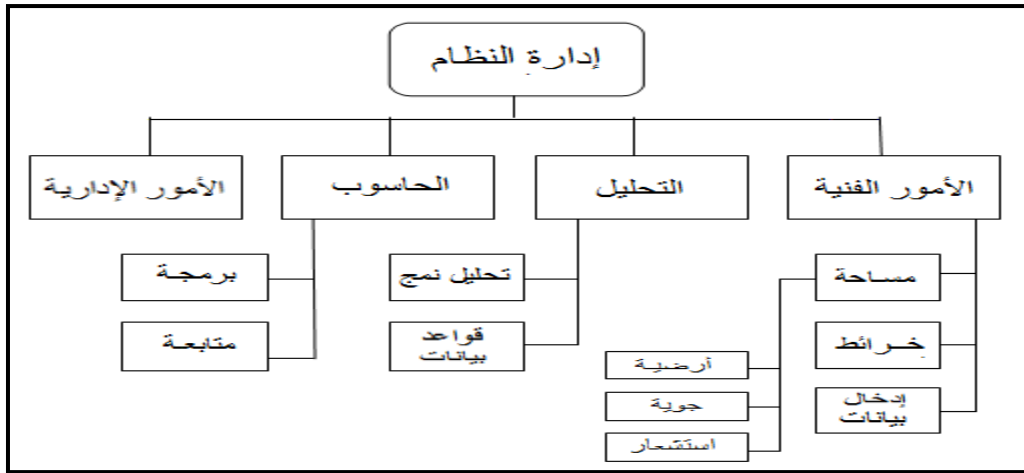 إدارة النظام
الأمور الفنية
التحليل
الحاسوب
الأمور الإدارية
مساحة
تحليل نمج
برمجة
خرائط
قواعد
بيانات
متابعة
أرضية
إدخال
بيانات
جوية
استشعار